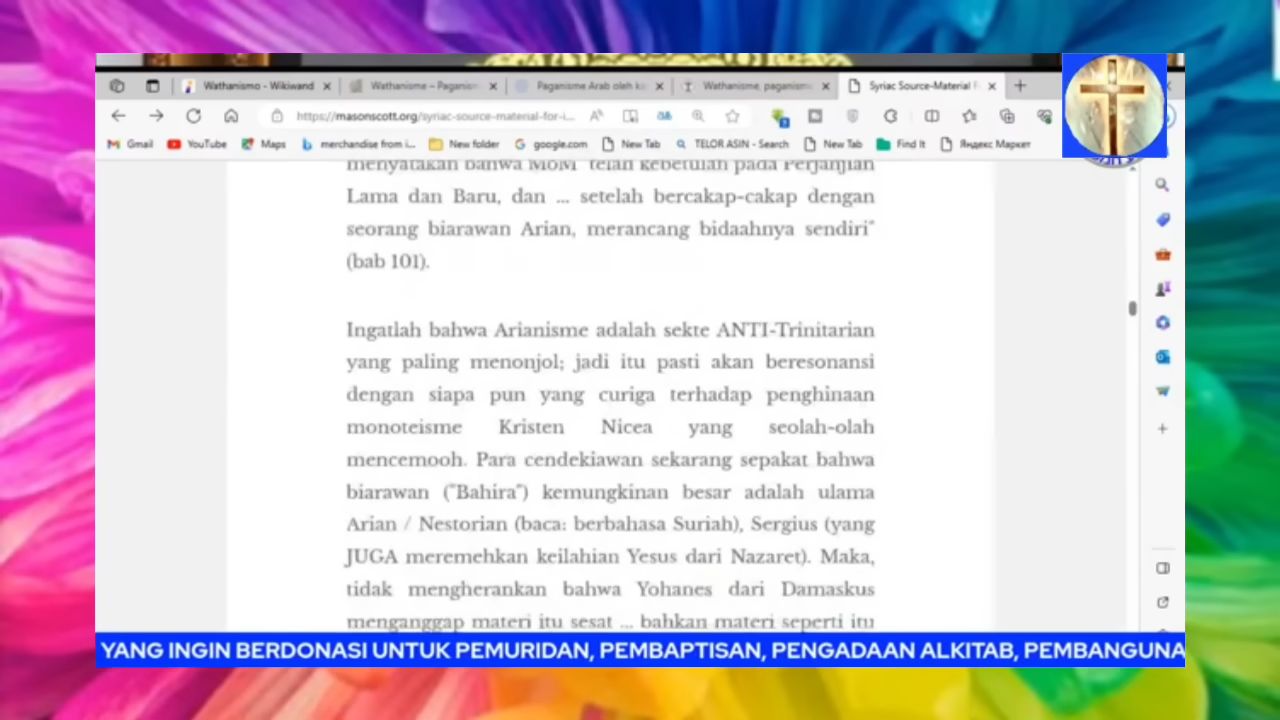 Wathanismo - Wikiwand
Wathanisme – Paganism
Paganisme Arab oleh
Wathanisme, paganism
Syriac Source-Material F
https://masonscott.org/syriac-source-material-for-i...
Gmail
YouTube
Maps
merchandise from i...
New folder
google.com
New Tab
TELOR ASIN - Search
New Tab
Find It
Яндекс Маркет
menyatakan bahwa MoM telah kebetulan pada Perjanjian
Lama dan Baru, dan ... setelah bercakap-cakap dengan
seorang biarawan Arian, merancang bidaahnya sendiri"
(bab 101).
Ingatlah bahwa Arianisme adalah sekte ANTI-Trinitarian
yang paling menonjol; jadi itu pasti akan beresonansi
dengan siapa pun yang curiga terhadap penghinaan
monoteisme Kristen Nicea yang seolah-olah
mencemooh. Para cendekiawan sekarang sepakat bahwa
biarawan ("Bahira") kemungkinan besar adalah ulama
Arian / Nestorian (baca: berbahasa Suriah), Sergius (yang
JUGA meremehkan keilahian Yesus dari Nazaret). Maka,
tidak mengherankan bahwa Yohanes dari Damaskus
menganggap materi itu sesat ... bahkan materi seperti itu
YANG INGIN BERDONASI UNTUK PEMURIDAN, PEMBAPTISAN, PENGADAAN ALKITAB, PEMBANGUNA